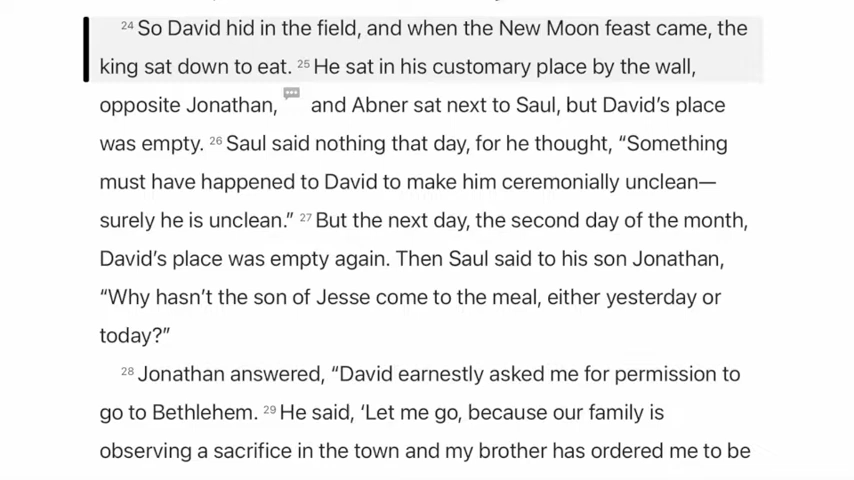 24 So David hid in the field, and when the New Moon feast came, the
king sat down to eat. 25 He sat in his customary place by the wall,
opposite Jonathan, and Abner sat next to Saul, but David’s place
was empty. 26 Saul said nothing that day, for he thought, “Something
must have happened to David to make him ceremonially unclean—
surely he is unclean.” 27 But the next day, the second day of the month,
David’s place was empty again. Then Saul said to his son Jonathan,
“Why hasn’t the son of Jesse come to the meal, either yesterday or
today?”
28 Jonathan answered, “David earnestly asked me for permission to
go to Bethlehem. 29 He said, ‘Let me go, because our family is
observing a sacrifice in the town and my brother has ordered me to be